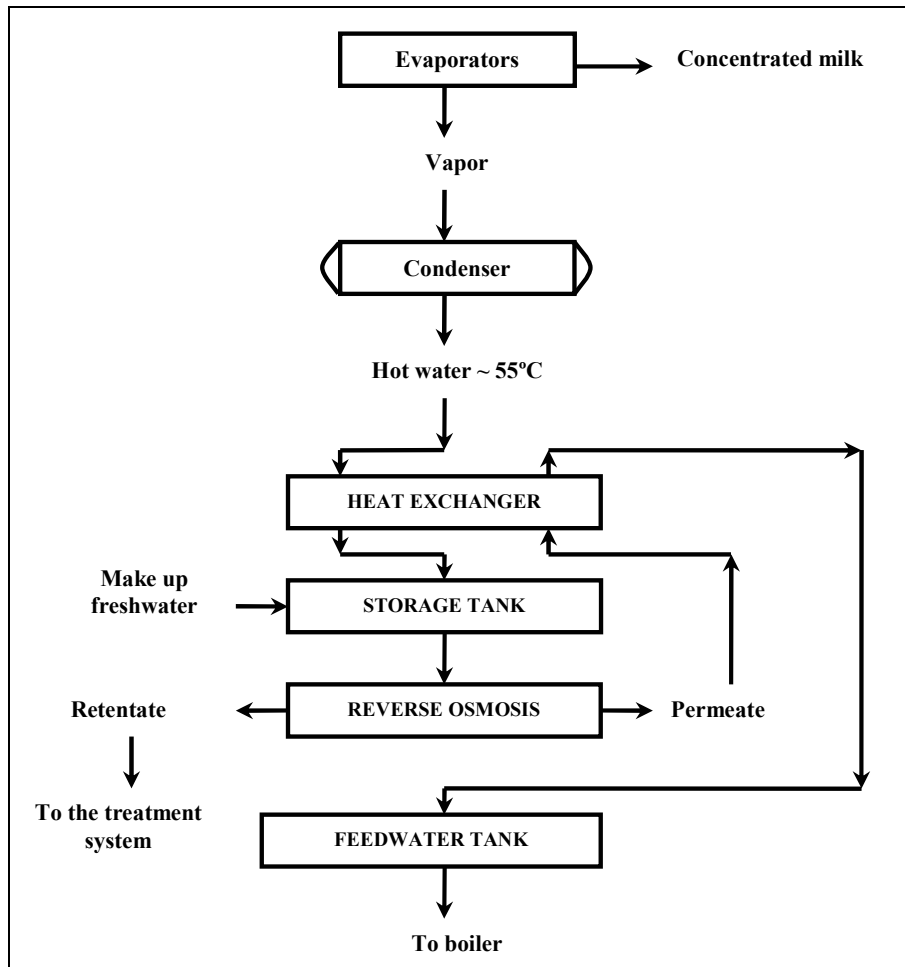 Evaporators
Concentrated milk
Vapor
Condenser
Hot water ~ 55ºC
HEAT EXCHANGER
Make up
freshwater
STORAGE TANK
Retentate
REVERSE OSMOSIS
Permeate
To the treatment
system
FEEDWATER TANK
To boiler